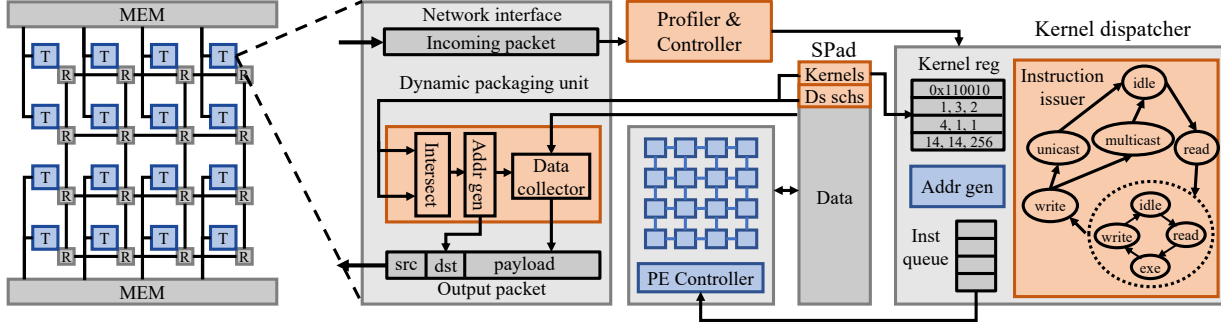 MEM
T T T T
R R R R
T T T T
R R R R
T T T T
R R R R
T T T T
R R R R
MEM
Network interface
Incoming packet
Dynamic packaging unit
Intersect
Addr gen
Data
collector
src dst payload
Output packet
Profiler &
Controller
PE Controller
SPad
Kernels
Ds schs
Data
Kernel dispatcher
Kernel reg
0x110010
1, 3, 2
4, 1, 1
14, 14, 256
Addr gen
Inst
queue
Instruction
issuer
idle
unicast
multicast
read
write
idle
write
read
exe